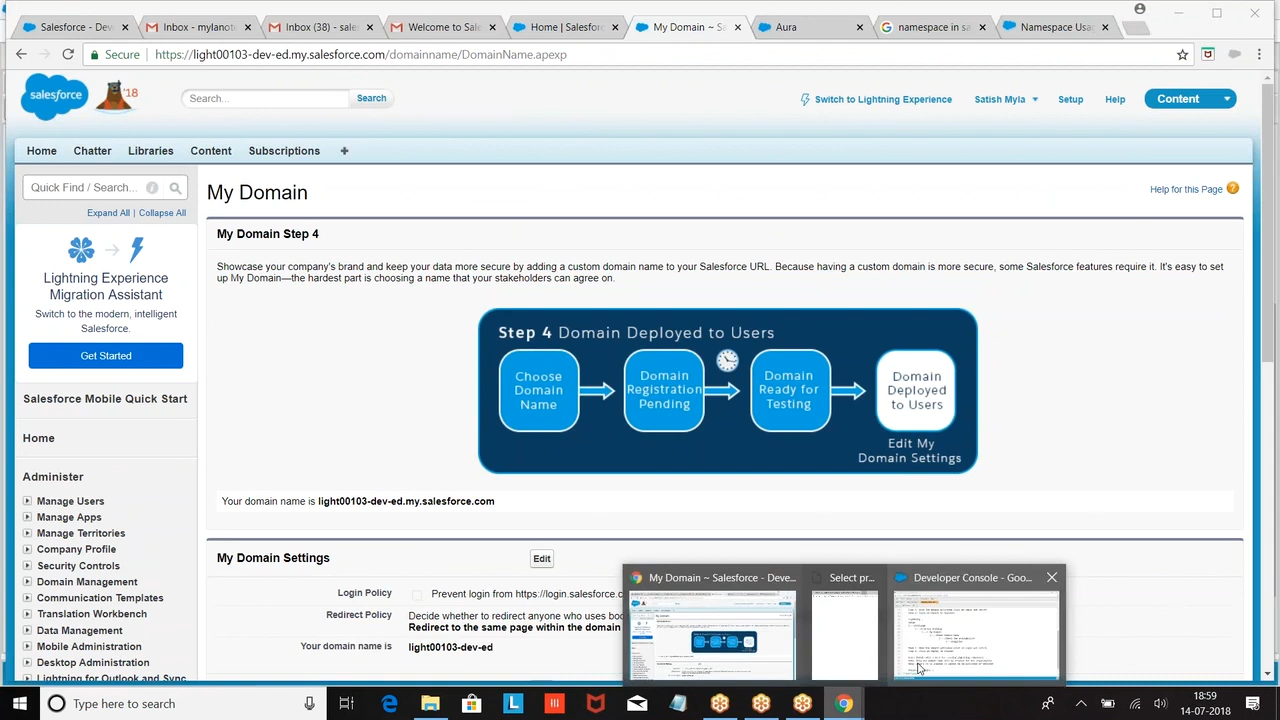 Salesforce - Dev
Inbox - mylanote
Inbox (38) - sales
Welcome to Sale
Home | Salesforc
My Domain ~ Sa
Aura
namespace in sa
Namespace Usag
Secure
https://light00103-dev-ed.my.salesforce.com/domainname/DomainName.apexp
salesforce
'18
Search...
Search
Switch to Lightning Experience
Satish Myla
Setup
Help
Content
Home
Chatter
Libraries
Content
Subscriptions
+
Quick Find / Search...
Expand All | Collapse All
Lightning Experience
Migration Assistant
Switch to the modern, intelligent
Salesforce.
Get Started
Salesforce Mobile Quick Start
Home
Administer
Manage Users
Manage Apps
Manage Territories
Company Profile
Security Controls
Domain Management
Communication Templates
Translation Workbench
Data Management
Mobile Administration
Desktop Administration
Lightning for Outlook and Sync
My Domain
Help for this Page
My Domain Step 4
Showcase your company's brand and keep your data more secure by adding a custom domain name to your Salesforce URL. Because having a custom domain is more secure, some Salesforce features require it. It's easy to set
up My Domain—the hardest part is choosing a name that your stakeholders can agree on.
Step 4 Domain Deployed to Users
Choose
Domain
Name
Domain
Registration
Pending
Domain
Ready for
Testing
Domain
Deployed
to Users
Edit My
Domain Settings
Your domain name is light00103-dev-ed.my.salesforce.com
My Domain Settings
Edit
Login Policy
Prevent login from https://login.salesforce.c
Redirect Policy
Decide whether to redirect anyone who uses boo
Redirect to the same page within the domain
Your domain name is
light00103-dev-ed
My Domain ~ Salesforce - Deve...
Select pr...
Developer Console - Goo...
Type here to search
18:59
14-07-2018